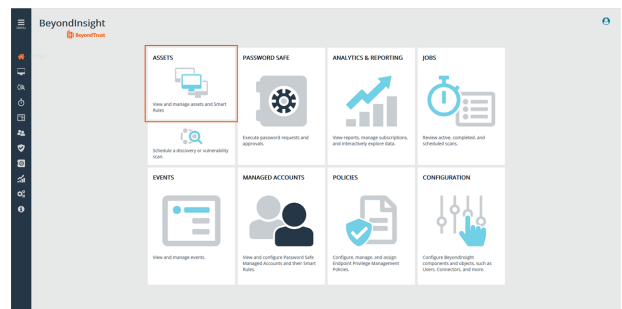 MENU
BeyondInsight
BeyondTrust
ASSETS
View and manage assets and Smart
Rules
Schedule a discovery or vulnerability
scan.
PASSWORD SAFE
Execute password requests and
approvals.
ANALYTICS & REPORTING
View reports, manage subscriptions,
and interactively explore data.
JOBS
Review active, completed, and
scheduled scans.
EVENTS
View and manage events.
MANAGED ACCOUNTS
View and configure Password Safe
Managed Accounts and their Smart
Rules.
POLICIES
Configure, manage, and assign
Endpoint Privilege Management
Policies.
CONFIGURATION
Configure BeyondInsight
components and objects, such as
Users, Connectors, and more.